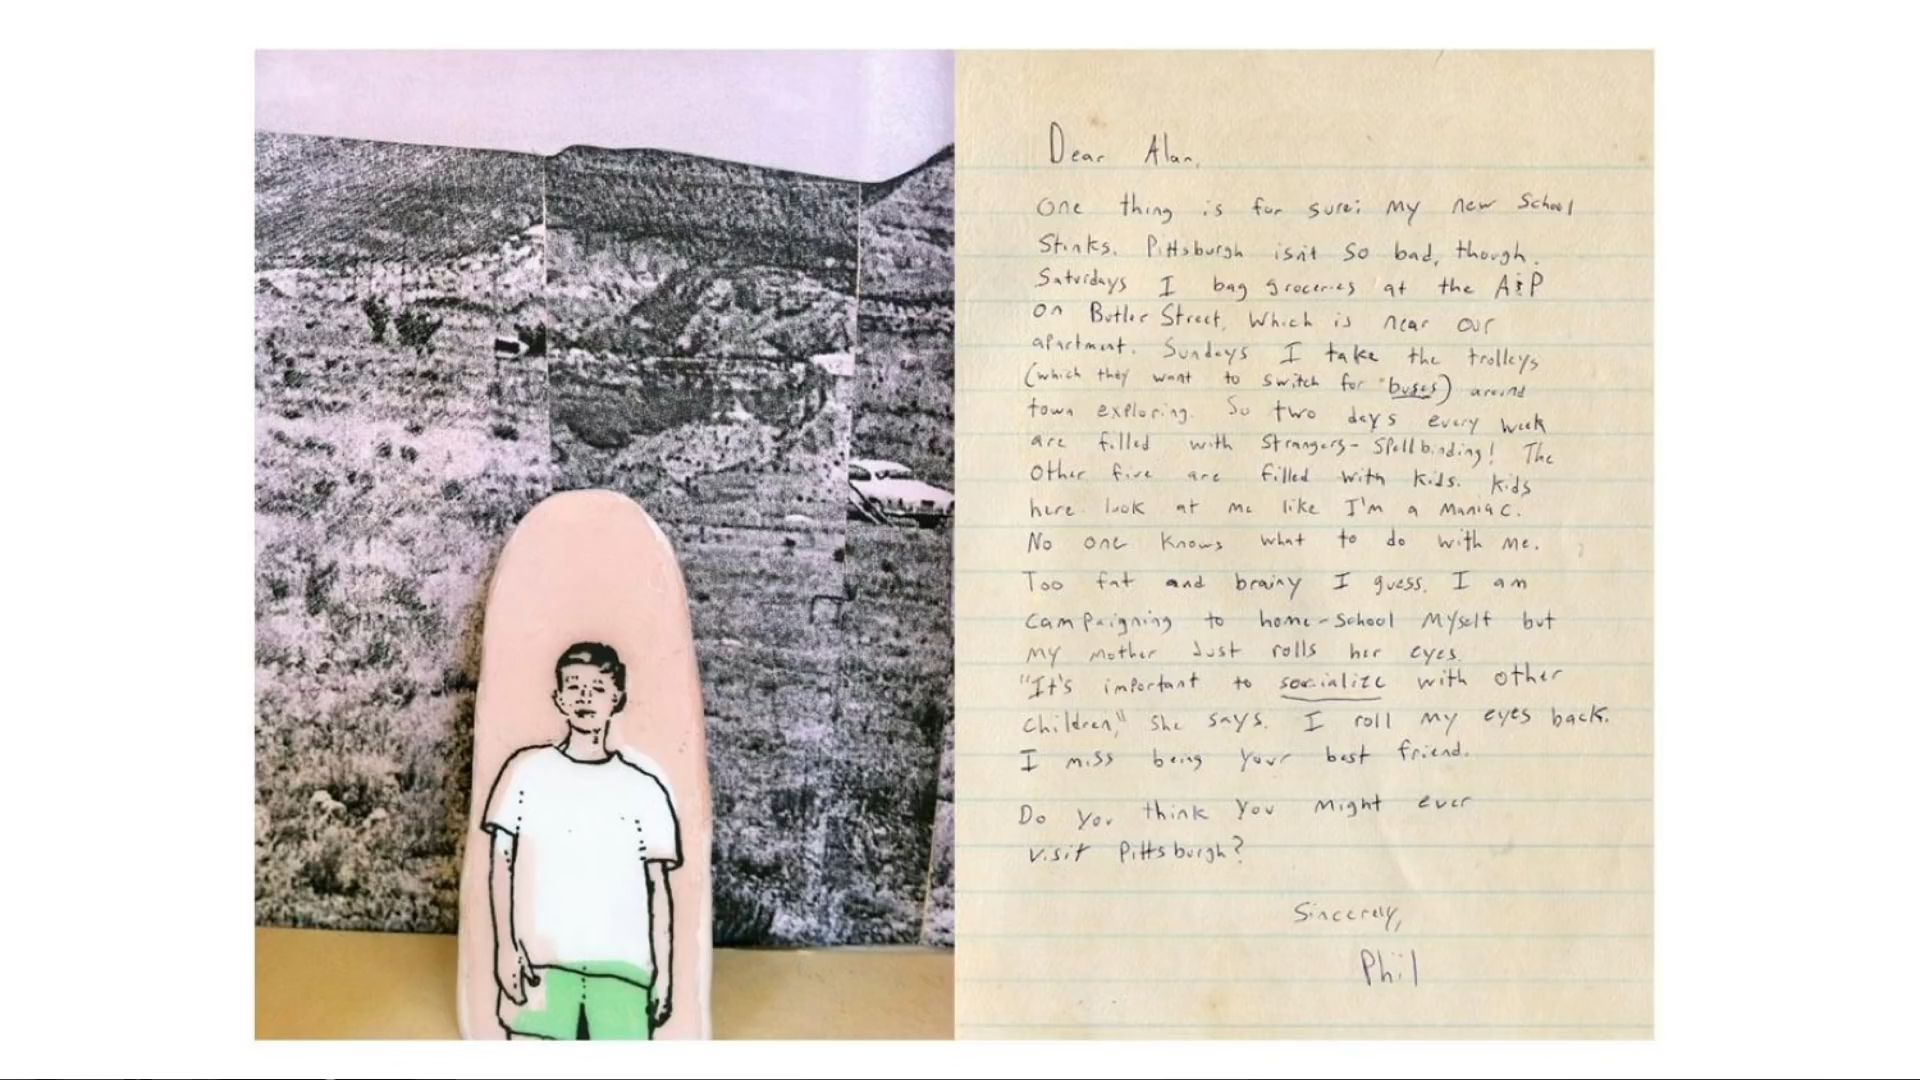 Dear Alan,
One thing is for sure: My new School
Stinks. Pittsburgh isn't so bad, though.
Saturdays I bag groceries at the A&P
on Butler Street, Which is near our
apartment. Sundays I take the trolleys
(which they want to switch for "buses) around
town exploring. So two days every week
are filled with Strangers- Spellbinding! The
Other five are filled with kids. Kids
here look at me like I'm a Maniac.
No one knows what to do with me.
Too fat and brainy I guess. I am
Campaigning to home-School Myself but
My Mother Just rolls her eyes.
"It's important to socialize with other
Children," She says. I roll My eyes back.
I miss being your best friend.
Do you think You Might ever
visit Pittsburgh?
Sincerely,
Phil